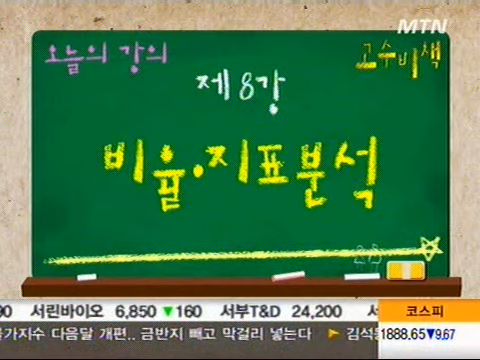 MTN
오늘의 강의
고수비책
제8강
비율·지표분석
90 서린바이오 6,850 ▼160 서부T&D 24,200 서
코스피
물가지수 다음달 개편.. 금반지 빼고 막걸리 넣는다 ▶ 김석동
1888.65▼9.67